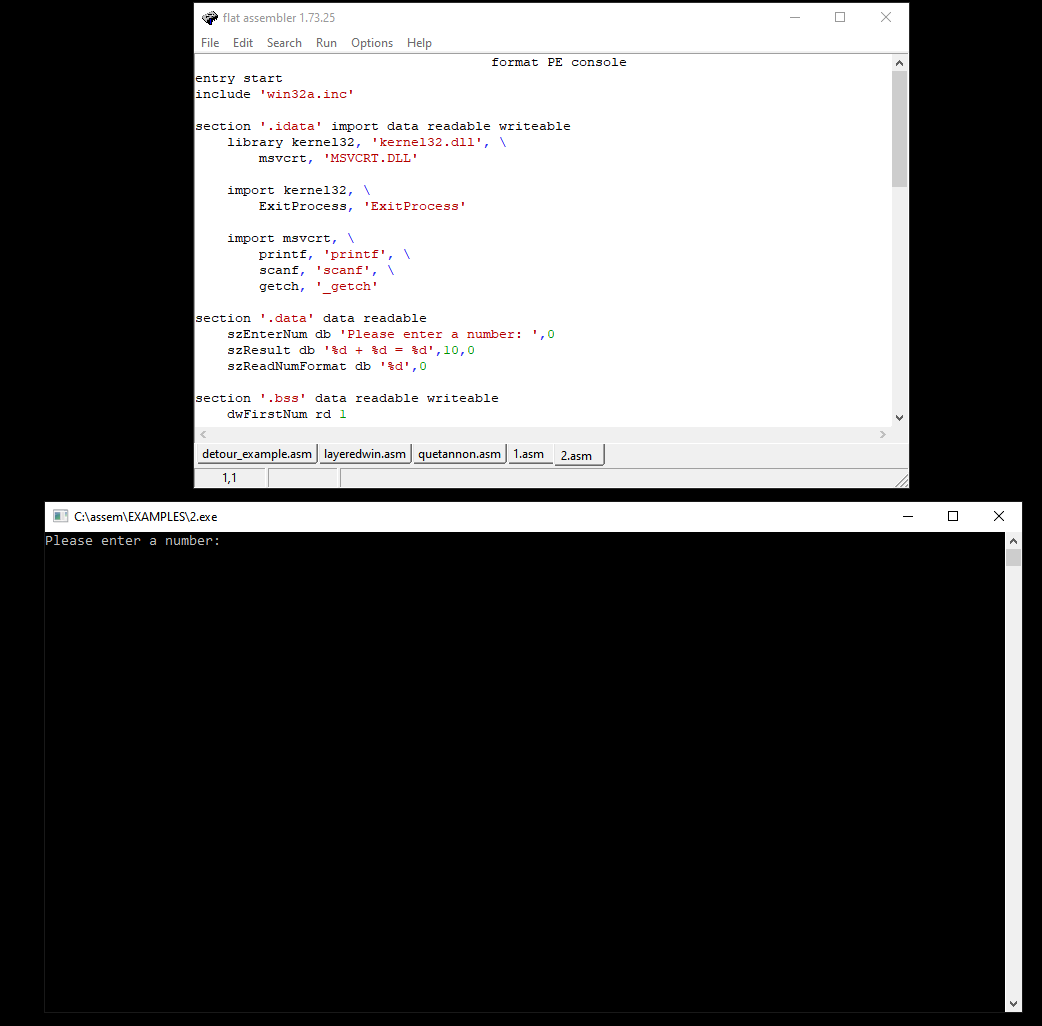 flat assembler 1.73.25
File Edit Search Run Options Help
format PE console
entry start
include 'win32a.inc'
section '.idata' import data readable writeable
library kernel32, 'kernel32.dll', \
msvcrt, 'MSVCRT.DLL'
import kernel32, \
ExitProcess, 'ExitProcess'
import msvcrt, \
printf, 'printf', \
scanf, 'scanf', \
getch, '_getch'
section '.data' data readable
szEnterNum db 'Please enter a number: ',0
szResult db '%d + %d = %d',10,0
szReadNumFormat db '%d',0
section '.bss' data readable writeable
dwFirstNum rd 1
detour_example.asm layeredwin.asm quetannon.asm 1.asm 2.asm
1,1
C:\assem\EXAMPLES\2.exe
Please enter a number: